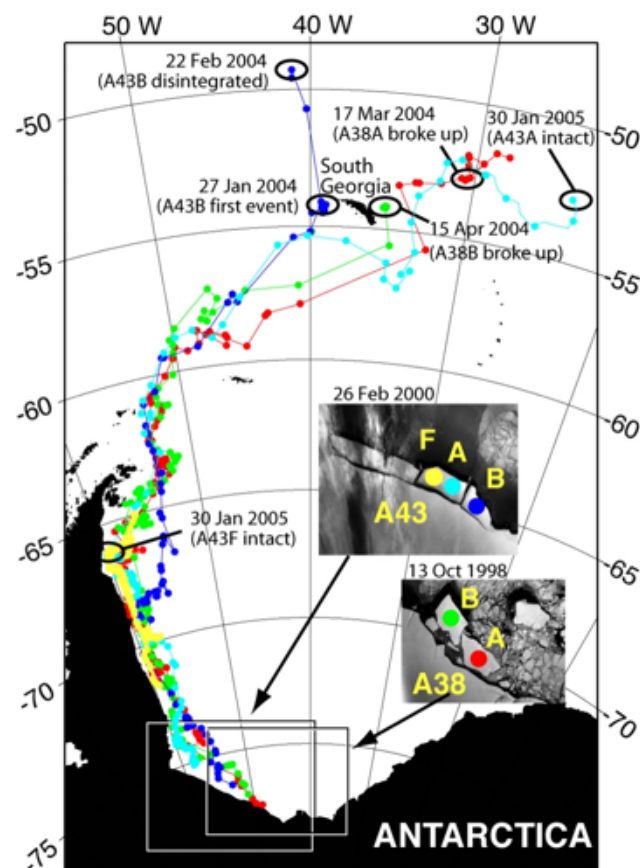 50 W
40 W
30 W
22 Feb 2004
(A43B disintegrated)
17 Mar 2004
(A38A broke up)
30 Jan 2005
(A43A intact)
-50
-50
27 Jan 2004
(A43B first event)
South
Georgia
15 Apr 2004
(A38B broke up)
-55
-55
-60
-60
26 Feb 2000
F
A
B
A43
30 Jan 2005
(A43F intact)
-65
-65
13 Oct 1998
B
A
A38
-70
-70
-75
ANTARCTICA